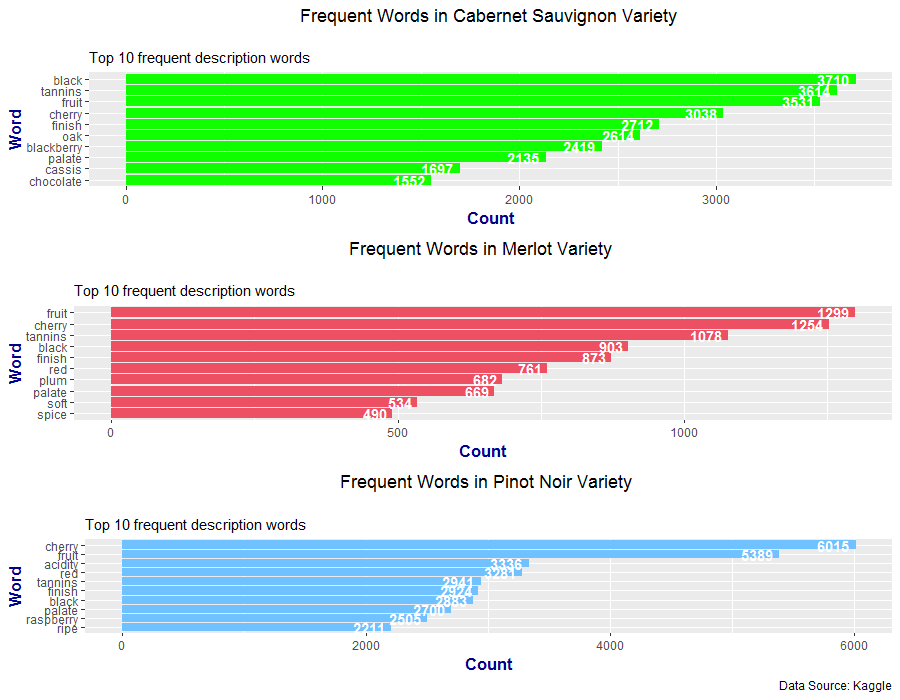 Frequent Words in Cabernet Sauvignon Variety
Top 10 frequent description words
Word
black 3710
tannins 3614
fruit 3531
cherry 3038
finish 2712
oak 2614
blackberry 2419
palate 2135
cassis 1697
chocolate 1552
0 1000 2000 3000
Count
Frequent Words in Merlot Variety
Top 10 frequent description words
Word
fruit 1299
cherry 1254
tannins 1078
black 903
finish 873
red 761
plum 682
palate 669
soft 534
spice 490
0 500 1000
Count
Frequent Words in Pinot Noir Variety
Top 10 frequent description words
Word
cherry 6015
fruit 5389
acidity 3336
red 3281
tannins 2941
finish 2924
black 2883
palate 2700
raspberry 2505
ripe 2211
0 2000 4000 6000
Count
Data Source: Kaggle